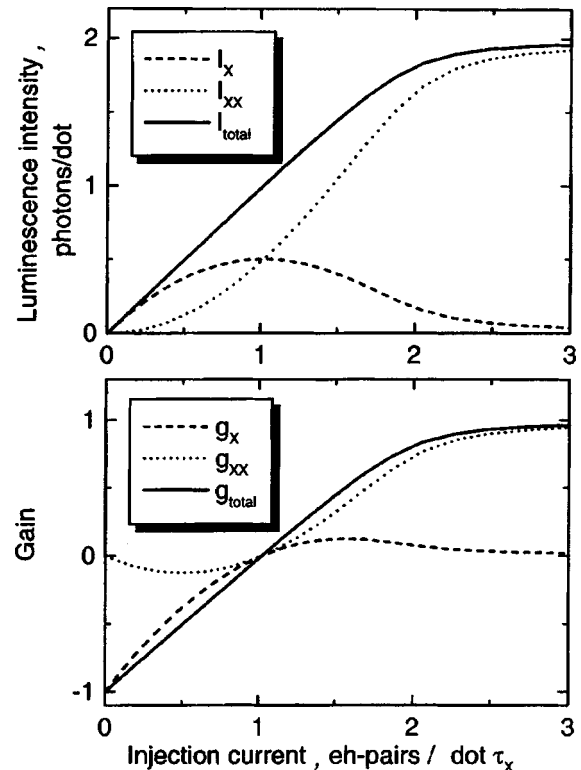 Luminescence intensity ,
photons/dot
2
1
0
I_x
I_xx
I_total
0 1 2 3
Gain
1
0
-1
g_x
g_xx
g_total
0 1 2 3
Injection current , eh-pairs / dot τ_x